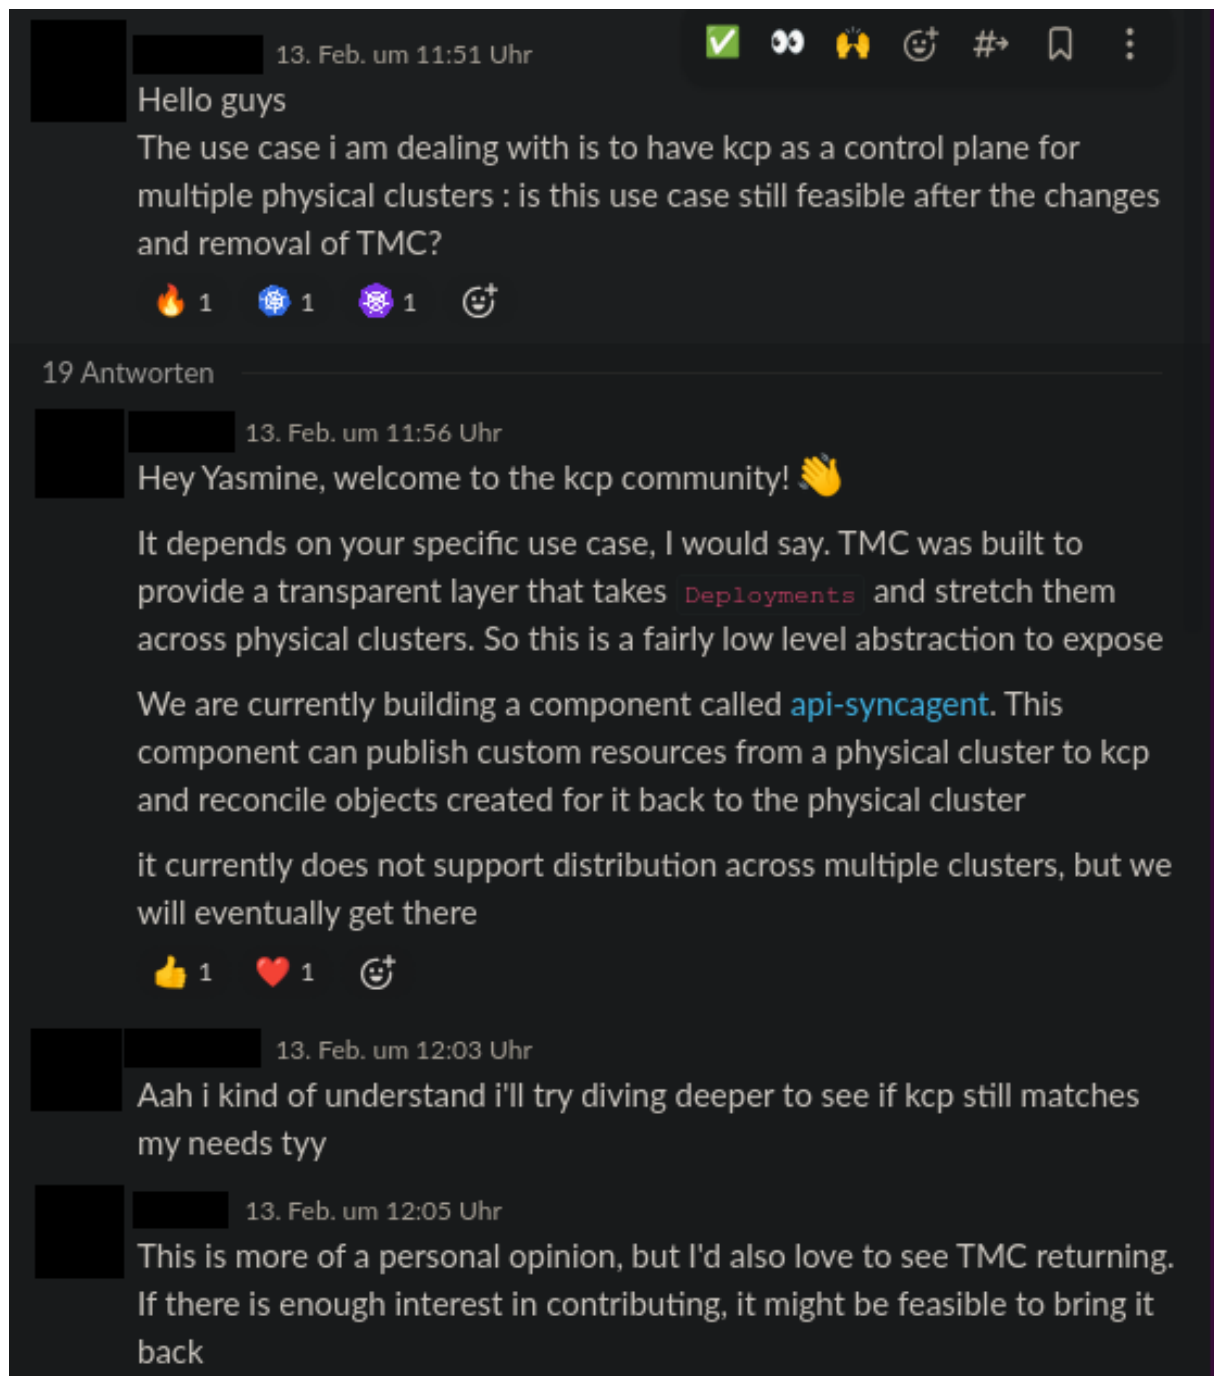 13. Feb. um 11:51 Uhr
Hello guys
The use case i am dealing with is to have kcp as a control plane for
multiple physical clusters : is this use case still feasible after the changes
and removal of TMC?
1 1 1
19 Antworten
13. Feb. um 11:56 Uhr
Hey Yasmine, welcome to the kcp community!
It depends on your specific use case, I would say. TMC was built to
provide a transparent layer that takes Deployments and stretch them
across physical clusters. So this is a fairly low level abstraction to expose
We are currently building a component called api-syncagent. This
component can publish custom resources from a physical cluster to kcp
and reconcile objects created for it back to the physical cluster
it currently does not support distribution across multiple clusters, but we
will eventually get there
1 1
13. Feb. um 12:03 Uhr
Aah i kind of understand i'll try diving deeper to see if kcp still matches
my needs tyy
13. Feb. um 12:05 Uhr
This is more of a personal opinion, but I'd also love to see TMC returning.
If there is enough interest in contributing, it might be feasible to bring it
back